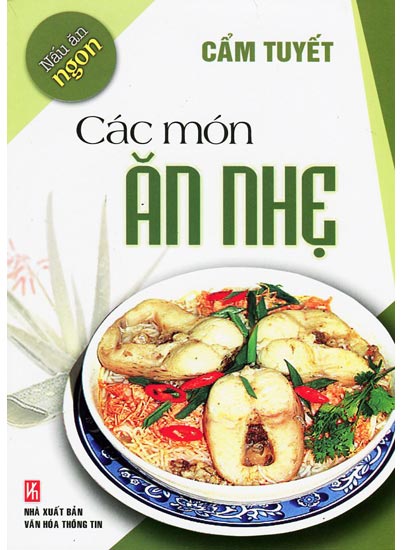 Nấu ăn
ngon
CẨM TUYẾT
Các món
ĂN NHẸ
NHÀ XUẤT BẢN
VĂN HÓA THÔNG TIN